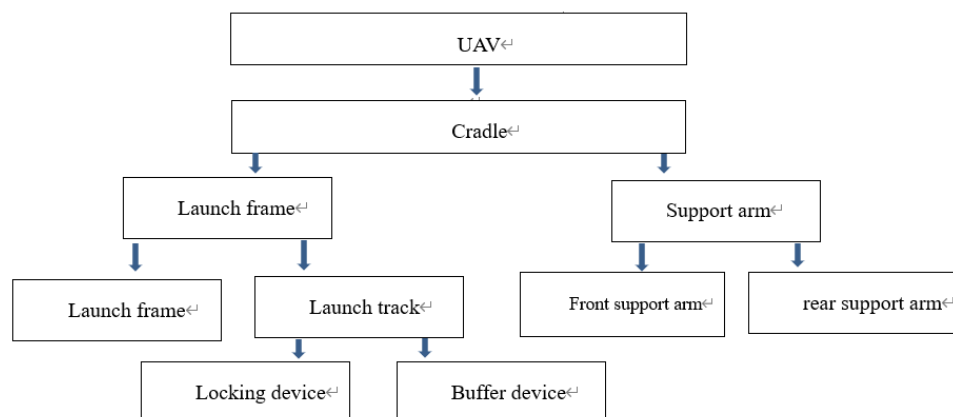 UAV↵
Cradle↵
Launch frame↵
Support arm↵
Launch frame↵
Launch track↵
Front support arm↵
rear support arm↵
Locking device↵
Buffer device↵